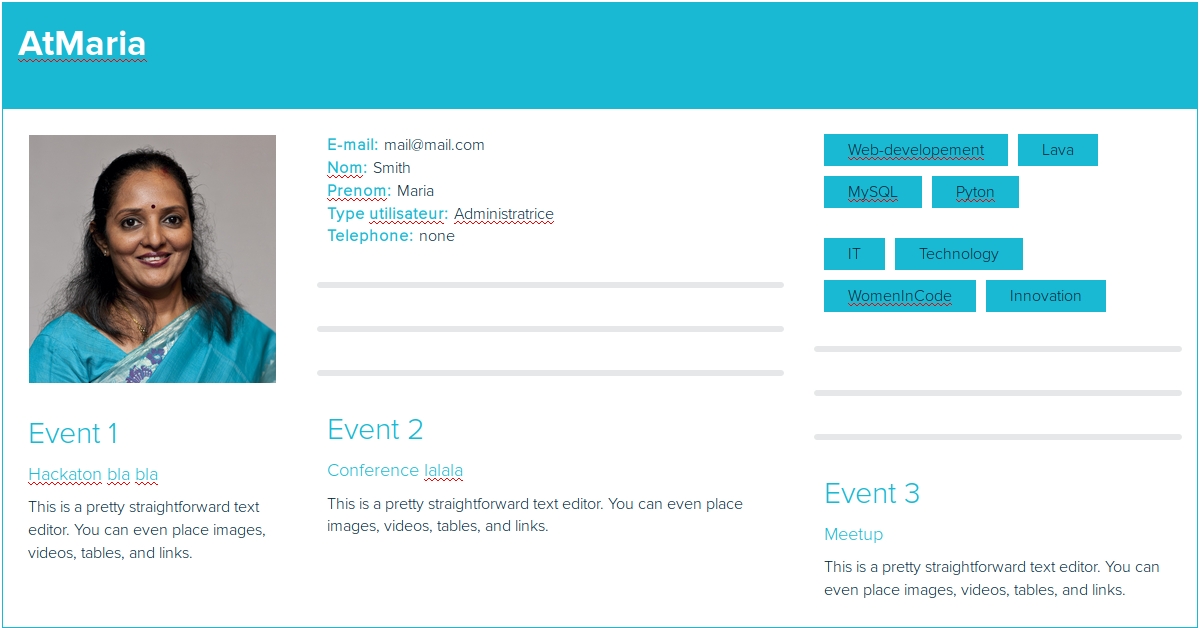 AtMaria
E-mail: mail@mail.com
Nom: Smith
Prenom: Maria
Type utilisateur: Administratrice
Telephone: none
Web-developement Lava
MySQL Pyton
IT Technology
WomenInCode Innovation
Event 1
Hackaton bla bla
This is a pretty straightforward text
editor. You can even place images,
videos, tables, and links.
Event 2
Conference lalala
This is a pretty straightforward text editor. You can even place
images, videos, tables, and links.
Event 3
Meetup
This is a pretty straightforward text editor. You can
even place images, videos, tables, and links.